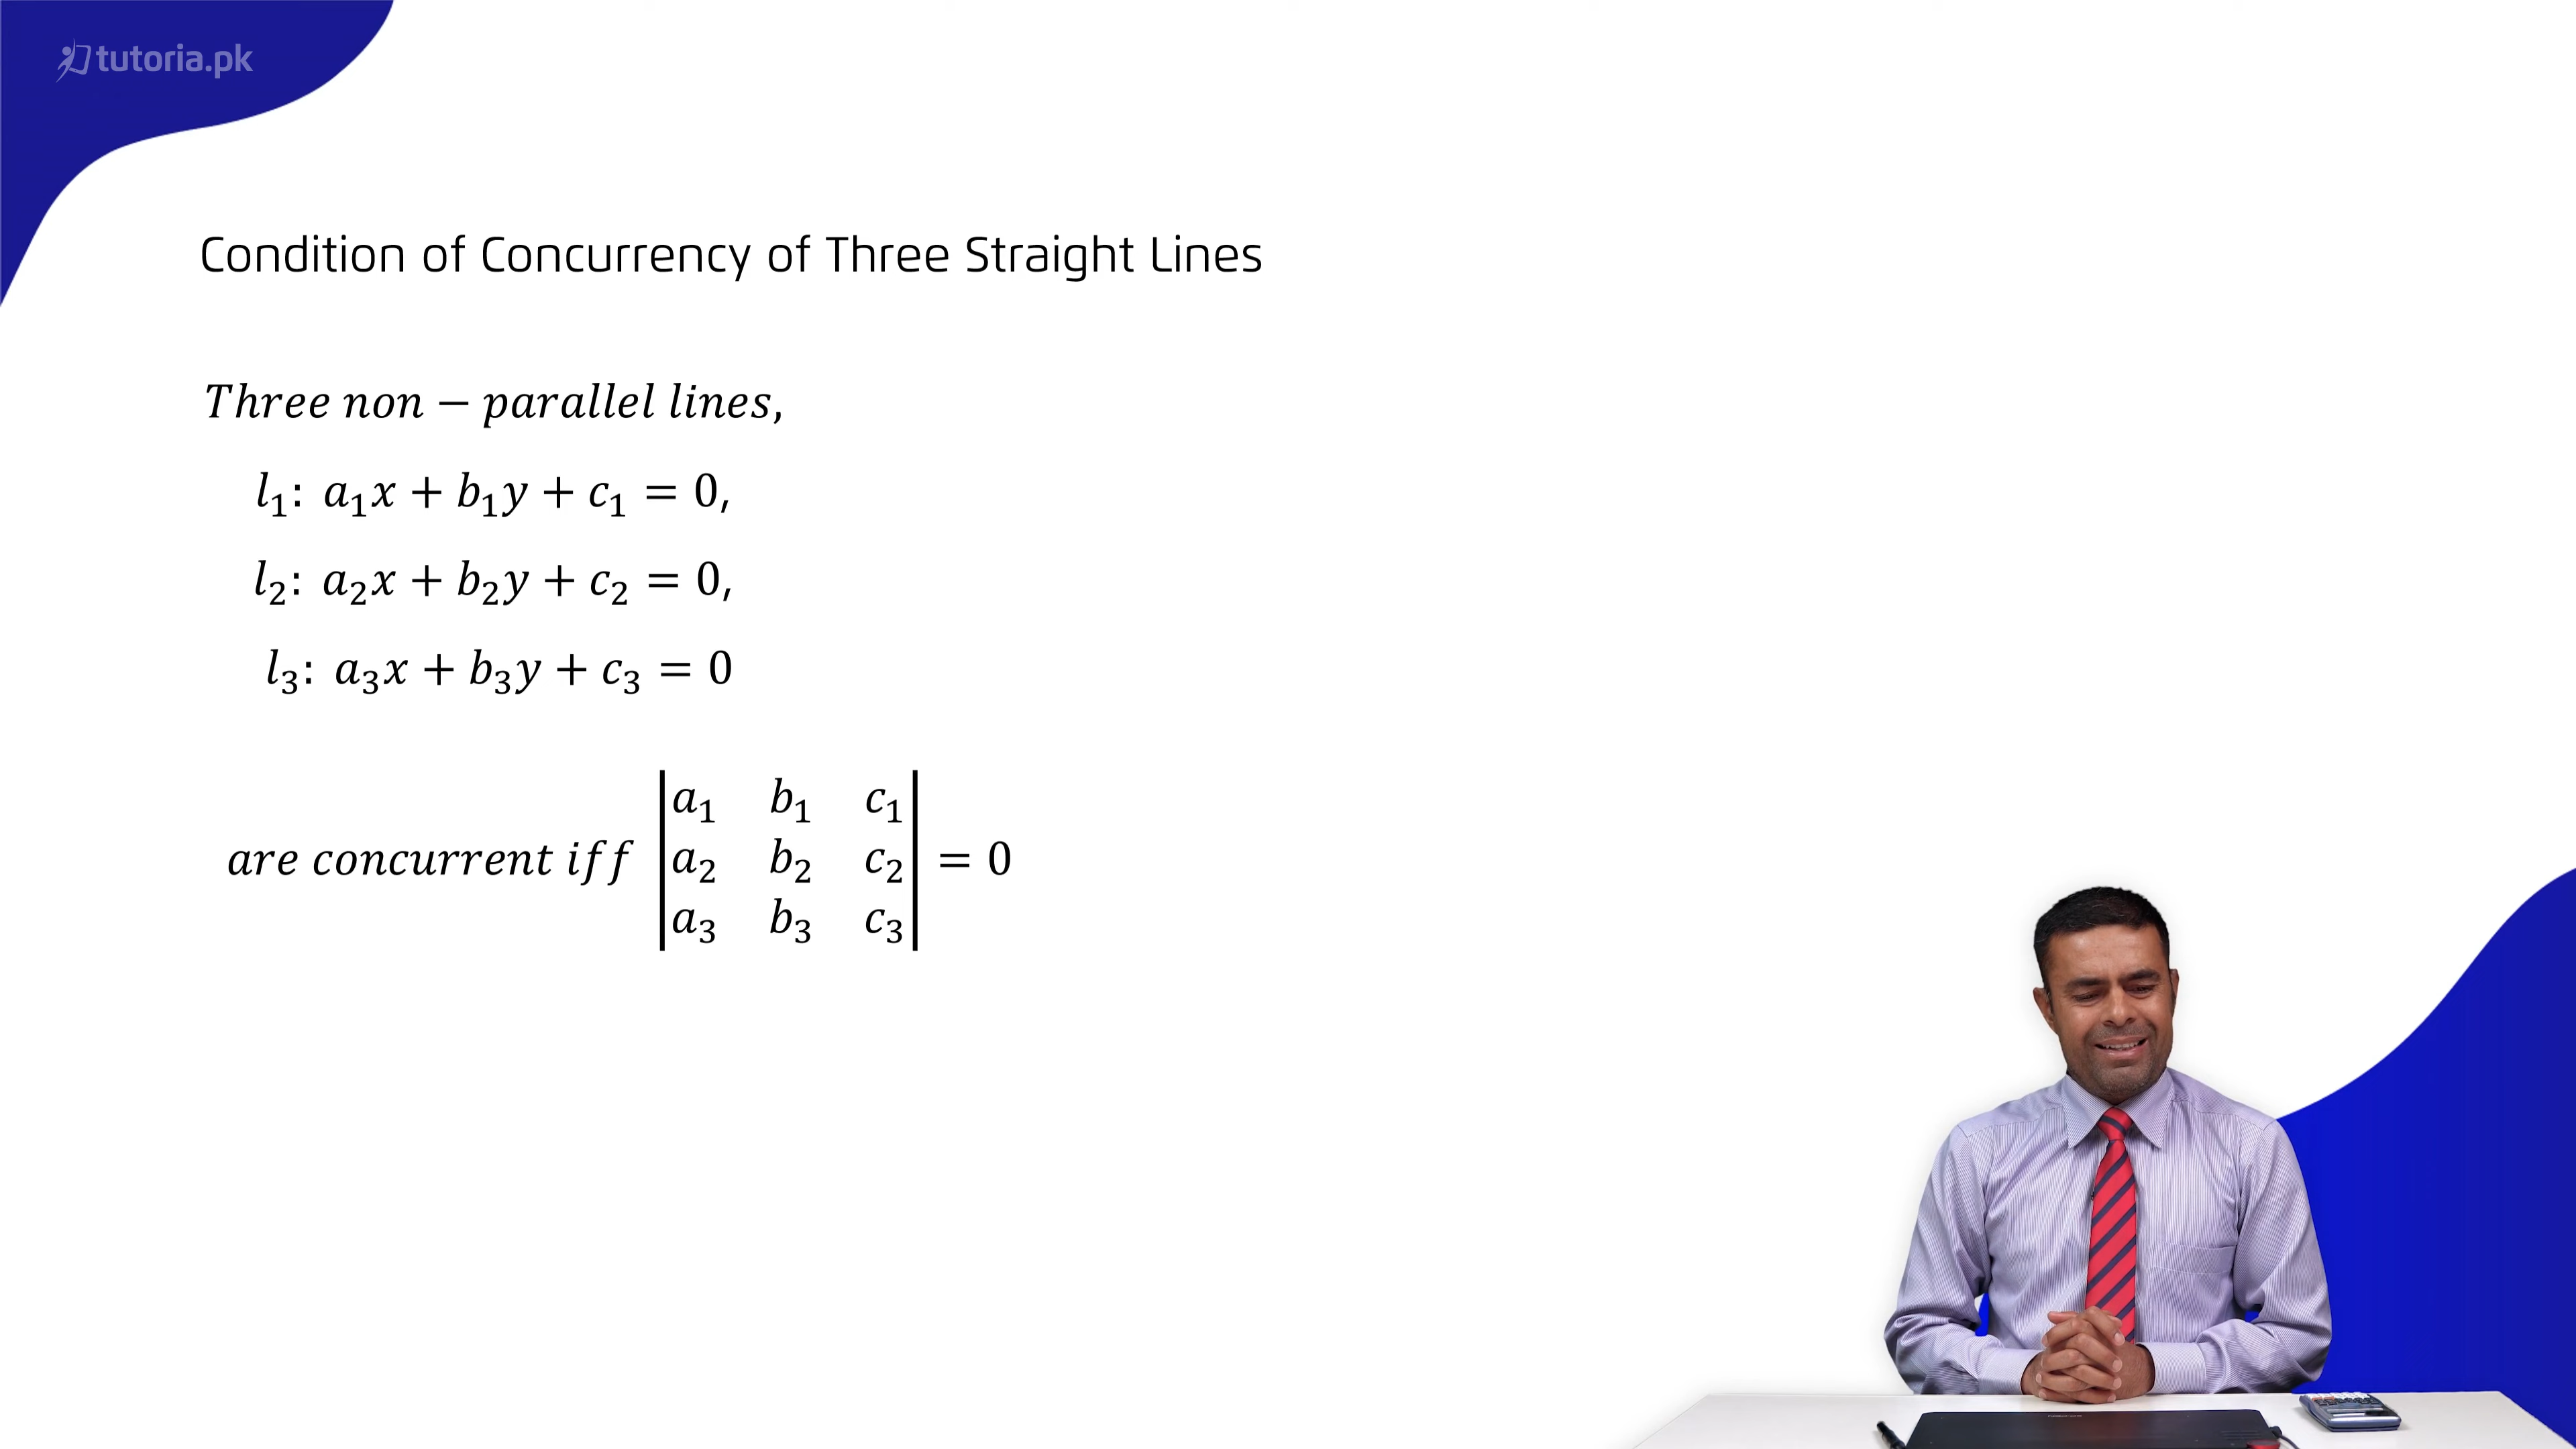 tutoria.pk
Condition of Concurrency of Three Straight Lines
Three non − parallel lines,
l₁: a₁x + b₁y + c₁ = 0,
l₂: a₂x + b₂y + c₂ = 0,
l₃: a₃x + b₃y + c₃ = 0
a₁ b₁ c₁
are concurrent iff |a₂ b₂ c₂| = 0
a₃ b₃ c₃